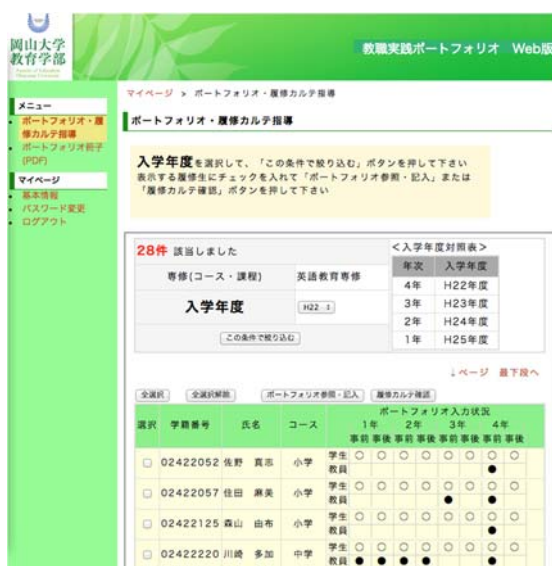 岡山大学
教育学部
教職実践ポートフォリオ Web版
メニュー
ポートフォリオ・履修カルテ指導
ポートフォリオ冊子(PDF)
マイページ
基本情報
パスワード変更
ログアウト
マイページ > ポートフォリオ・履修カルテ指導
ポートフォリオ・履修カルテ指導
入学年度を選択して、「この条件で絞り込む」ボタンを押して下さい
表示する履修生にチェックを入れて「ポートフォリオ参照・記入」または
「履修カルテ確認」ボタンを押して下さい
28件 該当しました
専修(コース・課程) 英語教育専修
入学年度 H22
この条件で絞り込む
<入学年度対照表>
年次 入学年度
4年 H22年度
3年 H23年度
2年 H24年度
1年 H25年度
↓ページ 最下段へ
全選択 全選択解除 ポートフォリオ参照・記入 履修カルテ確認
選択 学籍番号 氏名 コース ポートフォリオ入力状況
1年 2年 3年 4年
事前 事後 事前 事後 事前 事後 事前 事後
02422052 佐野 真志 小学 学生 ○ ○ ○ ○ ○ ○ ○ ○
教員 ●
02422057 住田 麻美 小学 学生 ○ ○ ○ ○ ○ ○ ○ ○
教員 ● ●
02422125 森山 由布 小学 学生 ○ ○ ○ ○ ○ ○ ○ ○
教員 ●
02422220 川崎 多加 中学 学生 ○ ○ ○ ○ ○ ○ ○ ○
教員 ● ● ● ● ●